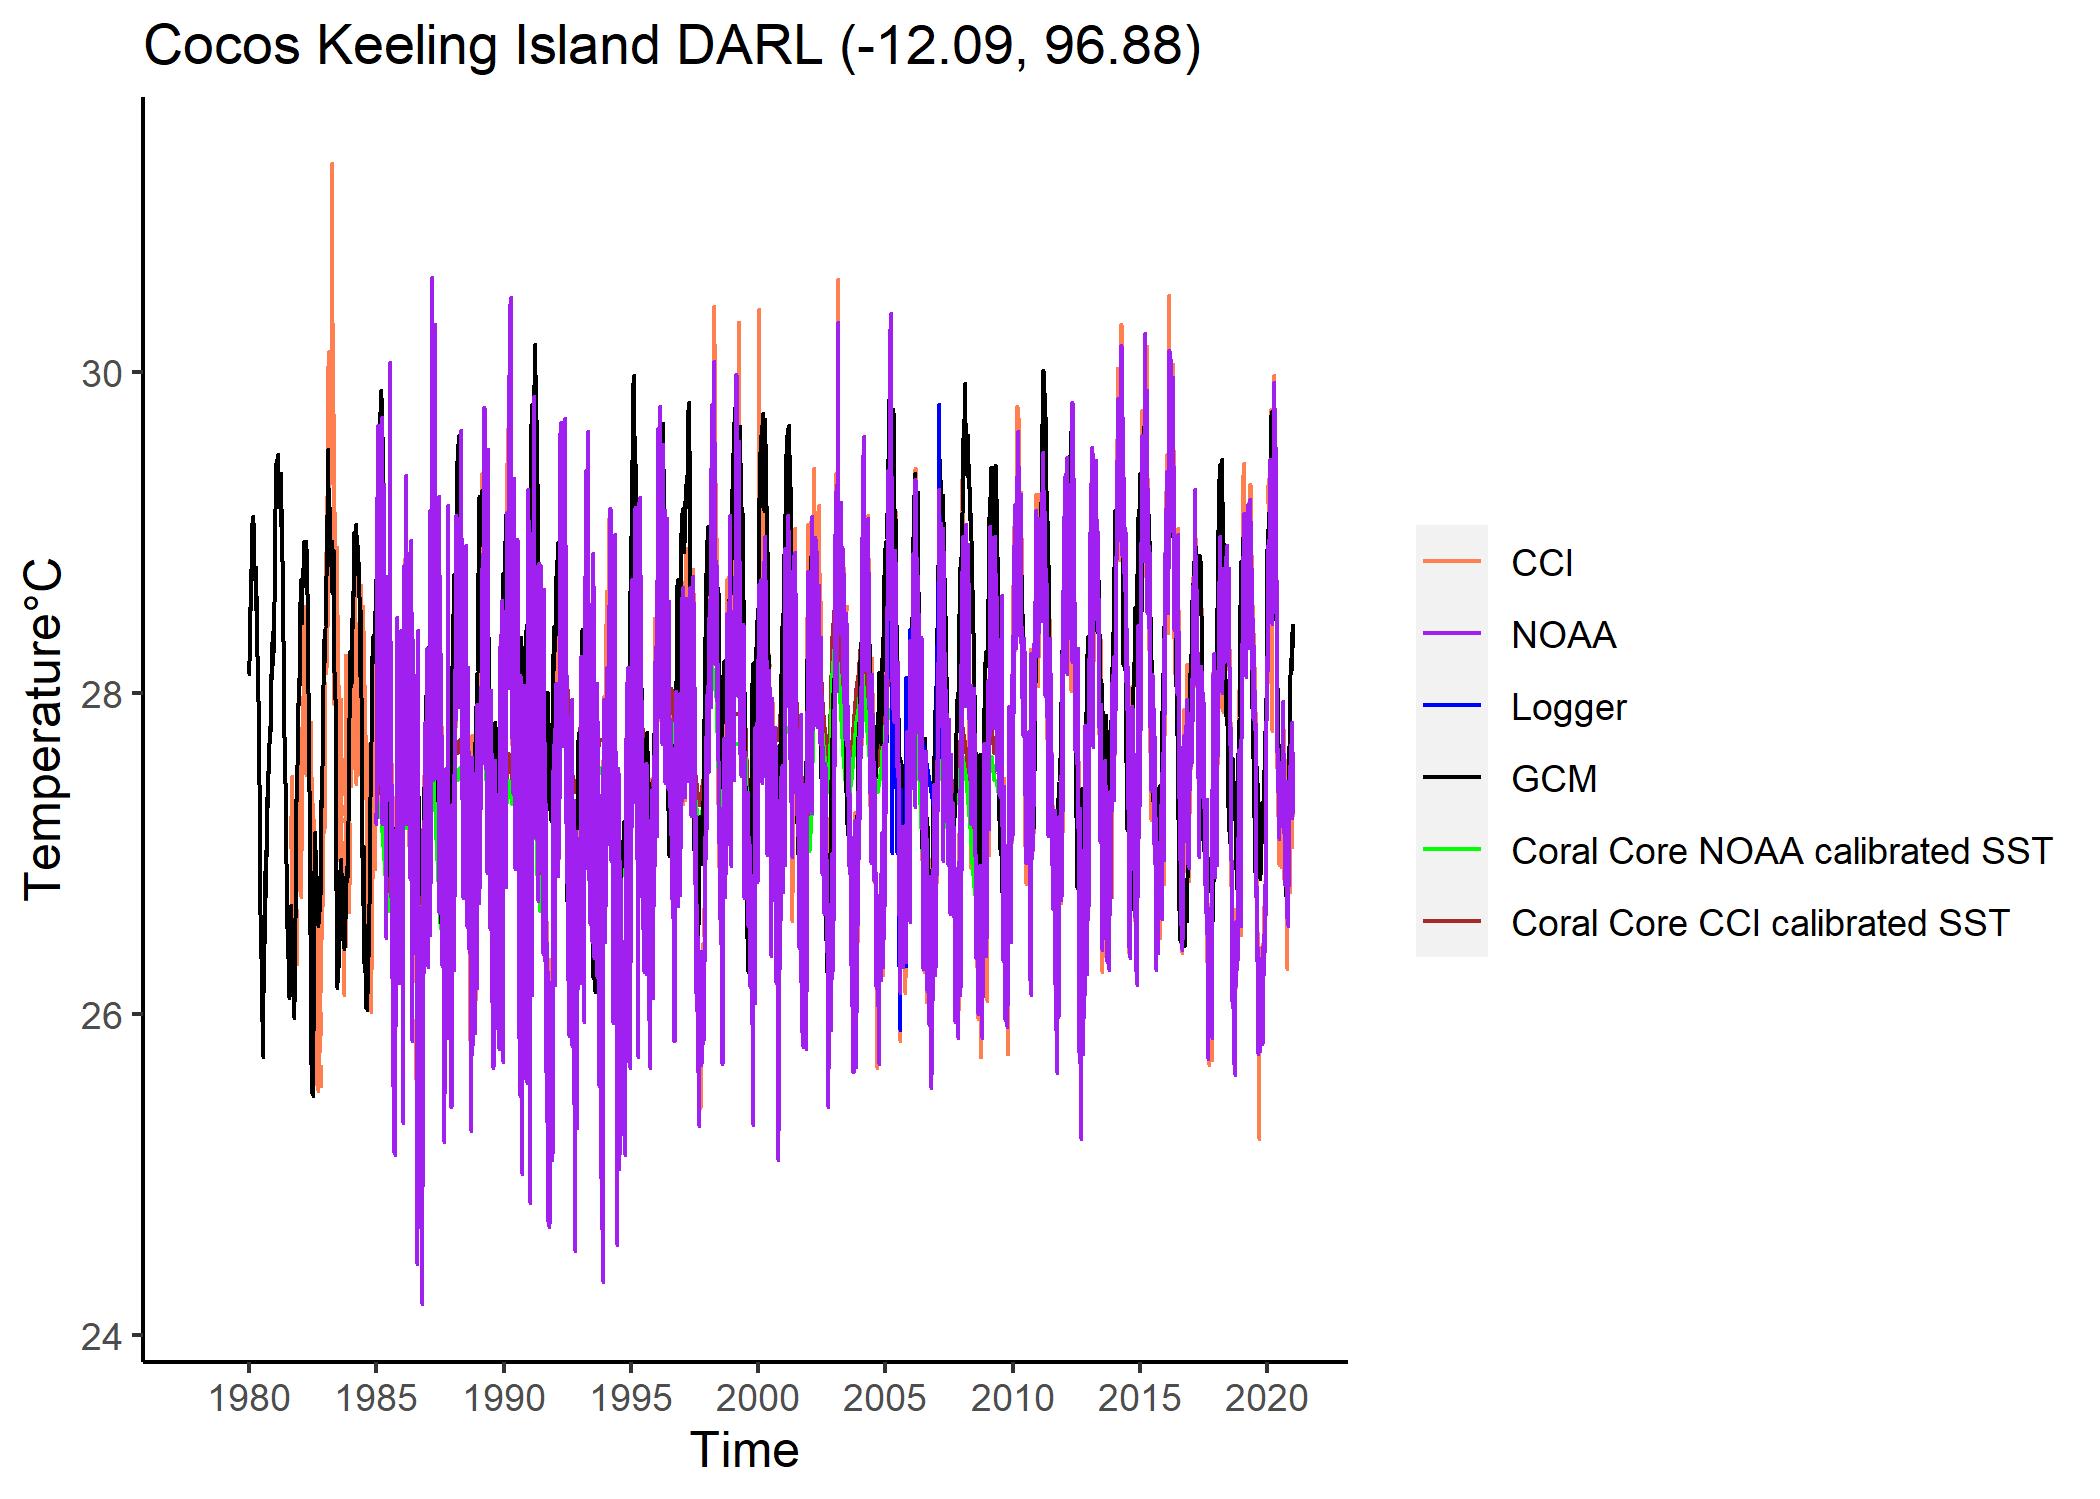 Cocos Keeling Island DARL (-12.09, 96.88)
Temperature°C
30
28
26
24
1980 1985 1990 1995 2000 2005 2010 2015 2020
Time
CCI
NOAA
Logger
GCM
Coral Core NOAA calibrated SST
Coral Core CCI calibrated SST